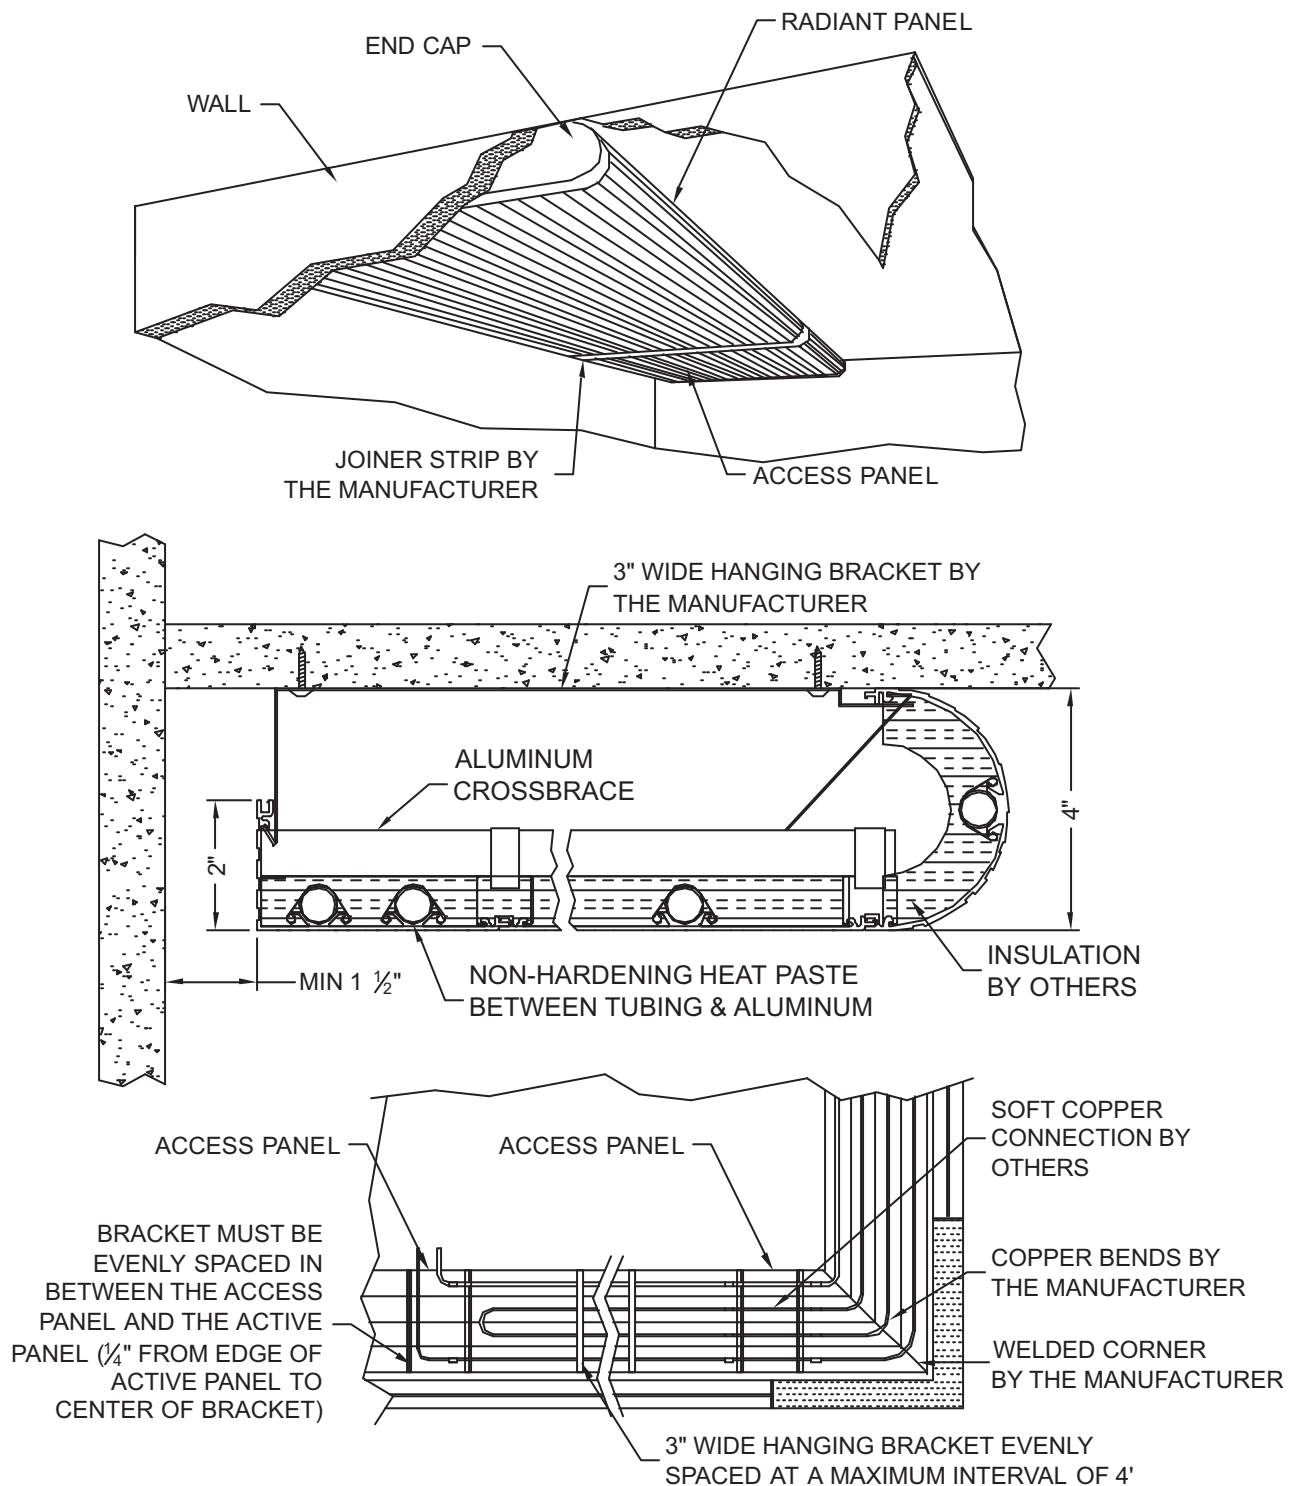 RADIANT PANEL
END CAP
WALL
JOINER STRIP BY
THE MANUFACTURER
ACCESS PANEL
3" WIDE HANGING BRACKET BY
THE MANUFACTURER
ALUMINUM
CROSSBRACE
2"
4"
MIN 1 ½"
NON-HARDENING HEAT PASTE
BETWEEN TUBING & ALUMINUM
INSULATION
BY OTHERS
ACCESS PANEL
ACCESS PANEL
SOFT COPPER
CONNECTION BY
OTHERS
BRACKET MUST BE
EVENLY SPACED IN
BETWEEN THE ACCESS
PANEL AND THE ACTIVE
PANEL (¼" FROM EDGE OF
ACTIVE PANEL TO
CENTER OF BRACKET)
COPPER BENDS BY
THE MANUFACTURER
WELDED CORNER
BY THE MANUFACTURER
3" WIDE HANGING BRACKET EVENLY
SPACED AT A MAXIMUM INTERVAL OF 4'